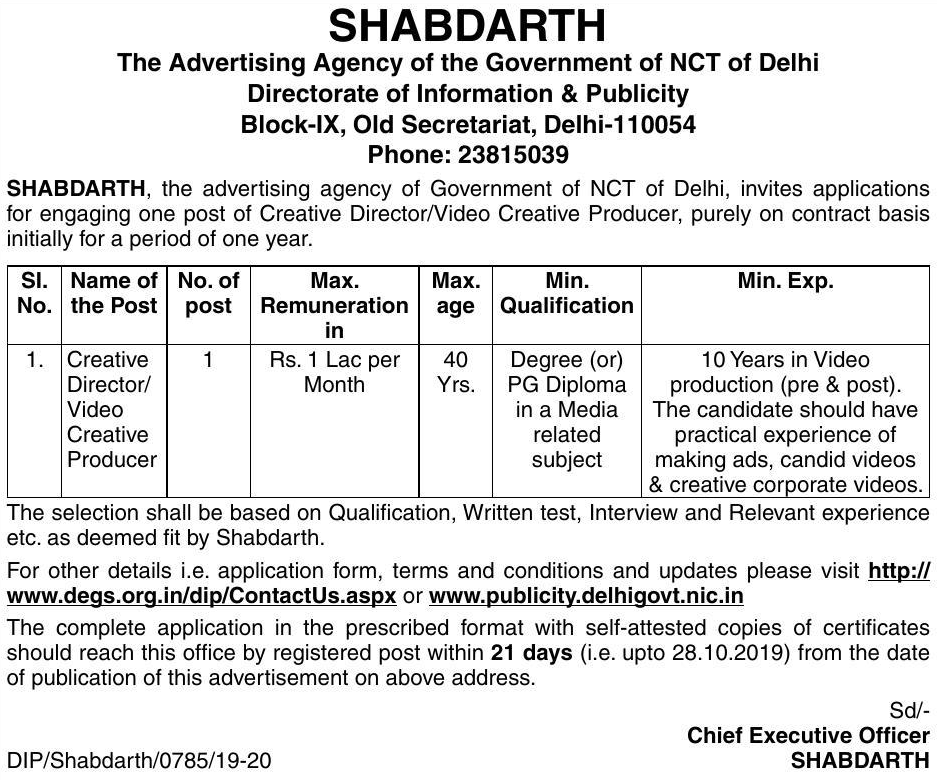 SHABDARTH
The Advertising Agency of the Government of NCT of Delhi
Directorate of Information & Publicity
Block-IX, Old Secretariat, Delhi-110054
Phone: 23815039
SHABDARTH, the advertising agency of Government of NCT of Delhi, invites applications
for engaging one post of Creative Director/Video Creative Producer, purely on contract basis
initially for a period of one year.
Sl. No.
Name of the Post
No. of post
Max. Remuneration in
Max. age
Min. Qualification
Min. Exp.
1.
Creative
Director/
Video
Creative
Producer
1
Rs. 1 Lac per
Month
40
Yrs.
Degree (or)
PG Diploma
in a Media
related
subject
10 Years in Video
production (pre & post).
The candidate should have
practical experience of
making ads, candid videos
& creative corporate videos.
The selection shall be based on Qualification, Written test, Interview and Relevant experience
etc. as deemed fit by Shabdarth.
For other details i.e. application form, terms and conditions and updates please visit http://
www.degs.org.in/dip/ContactUs.aspx or www.publicity.delhigovt.nic.in
The complete application in the prescribed format with self-attested copies of certificates
should reach this office by registered post within 21 days (i.e. upto 28.10.2019) from the date
of publication of this advertisement on above address.
Sd/-
Chief Executive Officer
DIP/Shabdarth/0785/19-20 SHABDARTH